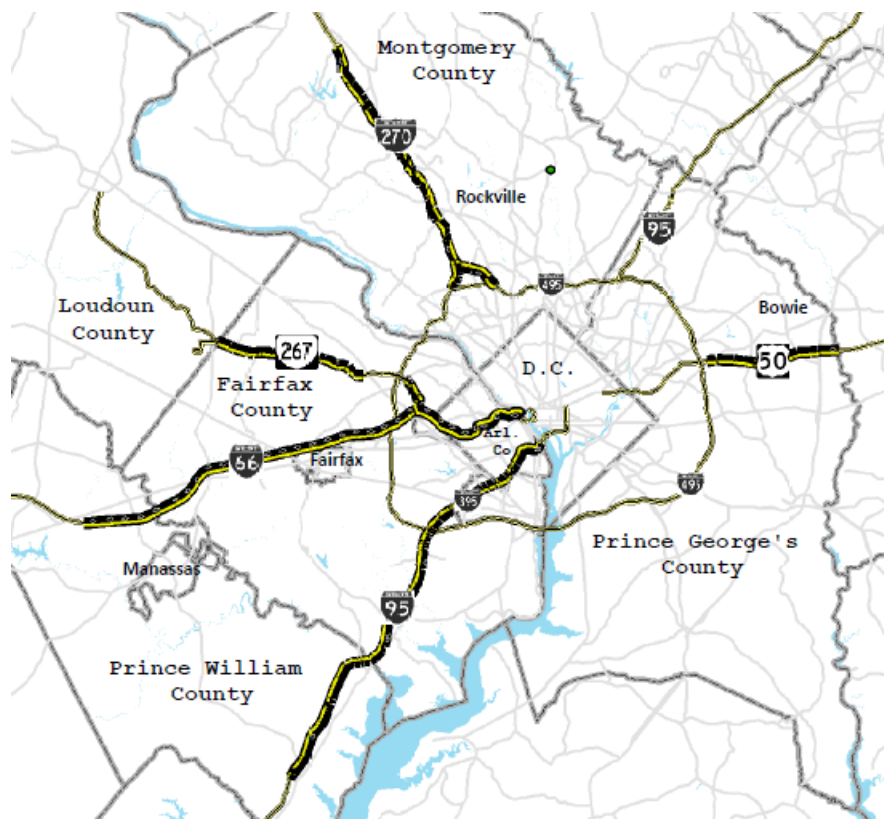 Montgomery
County
270
Rockville
95
495
Loudoun
County
Bowie
267
50
D.C.
Fairfax
County
Arl.
Co
66
Fairfax
395
495
Prince George's
County
Manassas
95
Prince William
County